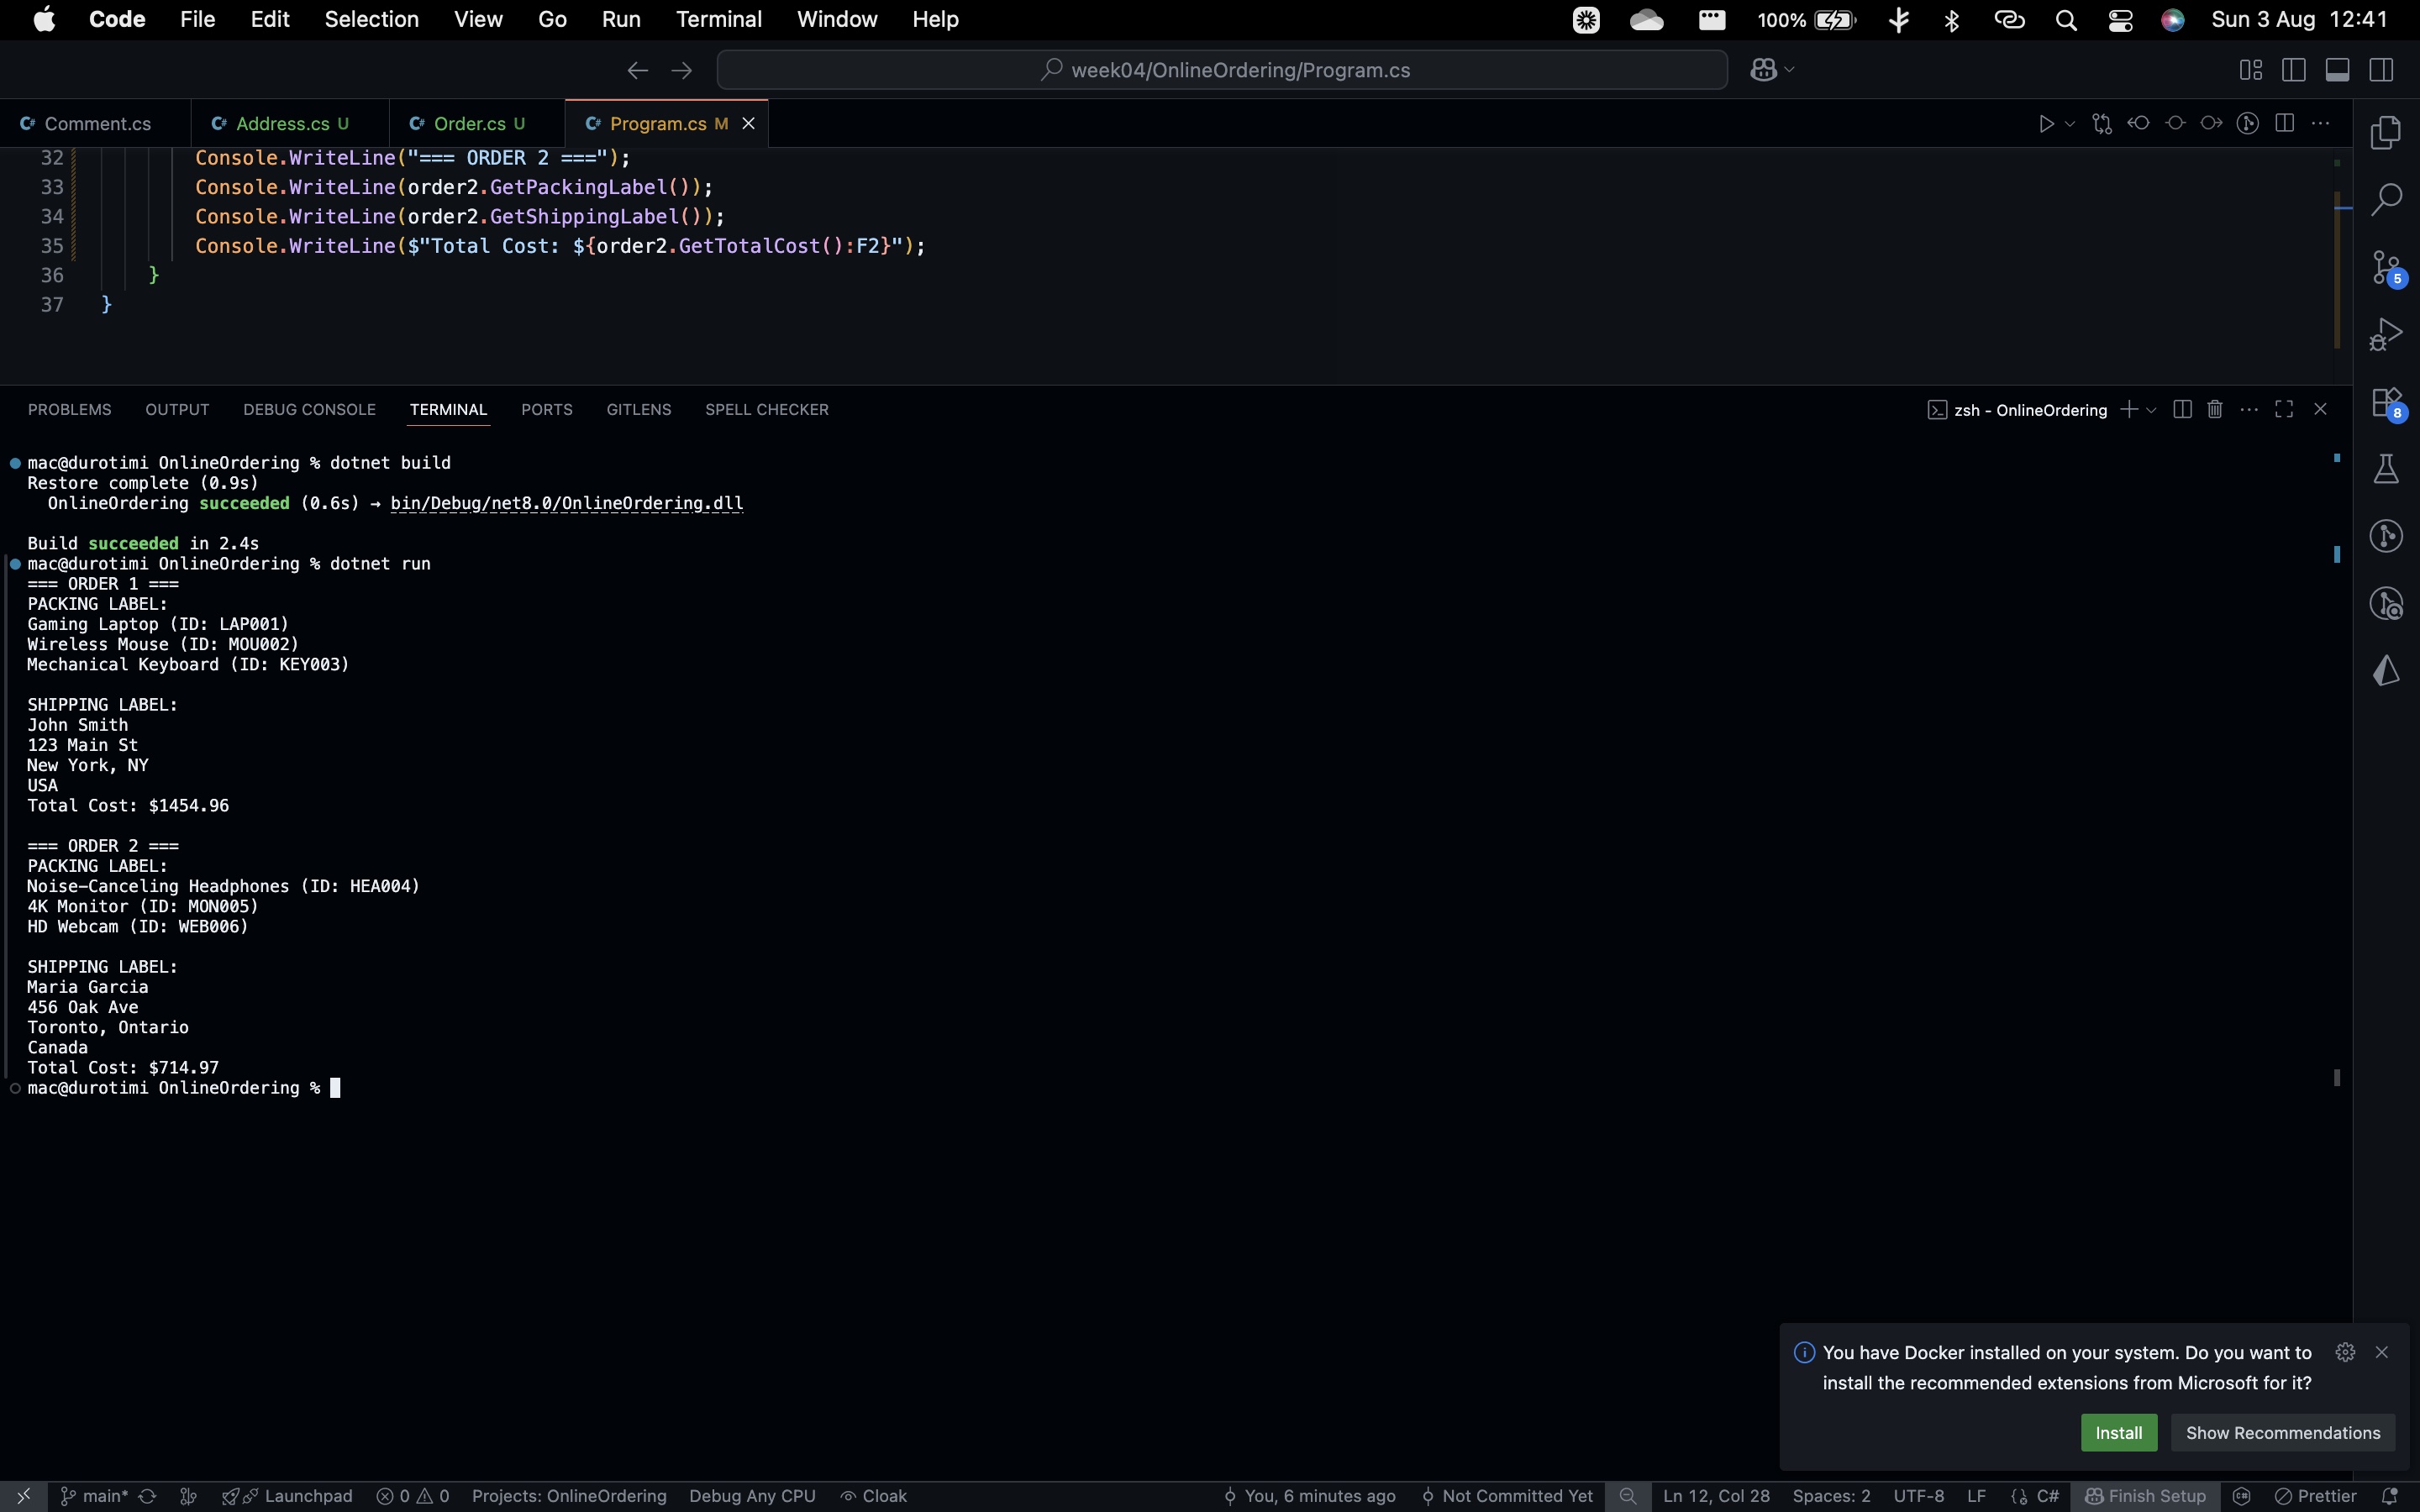 Code File Edit Selection View Go Run Terminal Window Help 100% Sun 3 Aug 12:41
week04/OnlineOrdering/Program.cs
C# Comment.cs C# Address.cs U C# Order.cs U C# Program.cs M
32 Console.WriteLine("=== ORDER 2 ===");
33 Console.WriteLine(order2.GetPackingLabel());
34 Console.WriteLine(order2.GetShippingLabel());
35 Console.WriteLine($"Total Cost: ${order2.GetTotalCost():F2}");
36 }
37 }
5
8
PROBLEMS OUTPUT DEBUG CONSOLE TERMINAL PORTS GITLENS SPELL CHECKER zsh - OnlineOrdering
mac@durotimi OnlineOrdering % dotnet build
Restore complete (0.9s)
OnlineOrdering succeeded (0.6s) → bin/Debug/net8.0/OnlineOrdering.dll
Build succeeded in 2.4s
mac@durotimi OnlineOrdering % dotnet run
=== ORDER 1 ===
PACKING LABEL:
Gaming Laptop (ID: LAP001)
Wireless Mouse (ID: MOU002)
Mechanical Keyboard (ID: KEY003)
SHIPPING LABEL:
John Smith
123 Main St
New York, NY
USA
Total Cost: $1454.96
=== ORDER 2 ===
PACKING LABEL:
Noise-Canceling Headphones (ID: HEA004)
4K Monitor (ID: MON005)
HD Webcam (ID: WEB006)
SHIPPING LABEL:
Maria Garcia
456 Oak Ave
Toronto, Ontario
Canada
Total Cost: $714.97
mac@durotimi OnlineOrdering %
You have Docker installed on your system. Do you want to
install the recommended extensions from Microsoft for it?
Install Show Recommendations
main* Launchpad 0 0 Projects: OnlineOrdering Debug Any CPU Cloak You, 6 minutes ago Not Committed Yet Ln 12, Col 28 Spaces: 2 UTF-8 LF C# Finish Setup Prettier